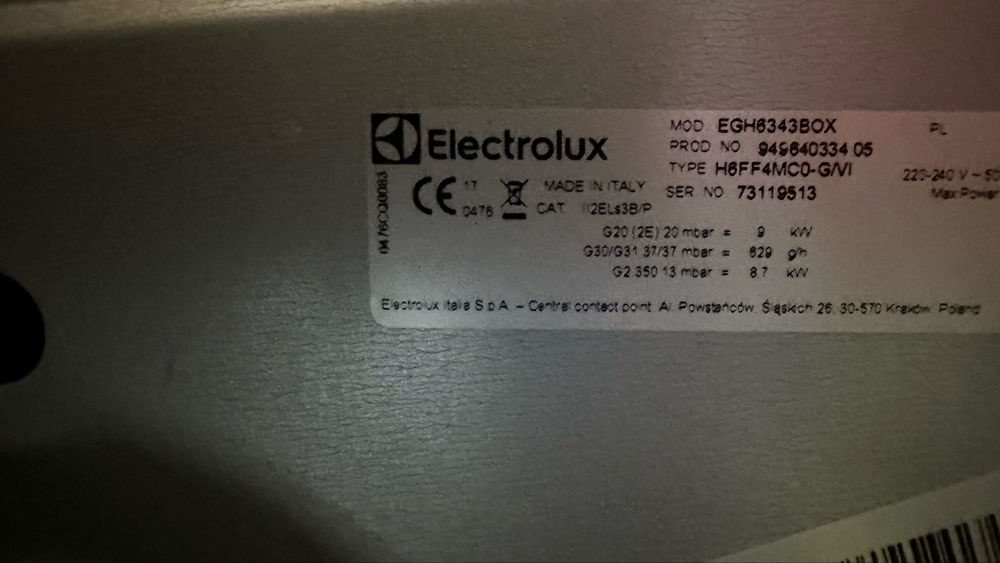 Electrolux
MOD EGH6343BOX PL
PROD NO 949640334 05
TYPE H6FF4MC0-G/VI 220-240 V ~ 50
SER NO 73119513 Max Power
CE 17
0476
MADE IN ITALY
CAT II2ELs3B/P
0476CQ0083
G20 (2E) 20 mbar = 9 kW
G30/G31 37/37 mbar = 629 g/h
G2.350 13 mbar = 8.7 kW
Electrolux Italia S.p.A. – Central contact point: Al. Powstańców Śląskich 26, 30-570 Kraków, Poland